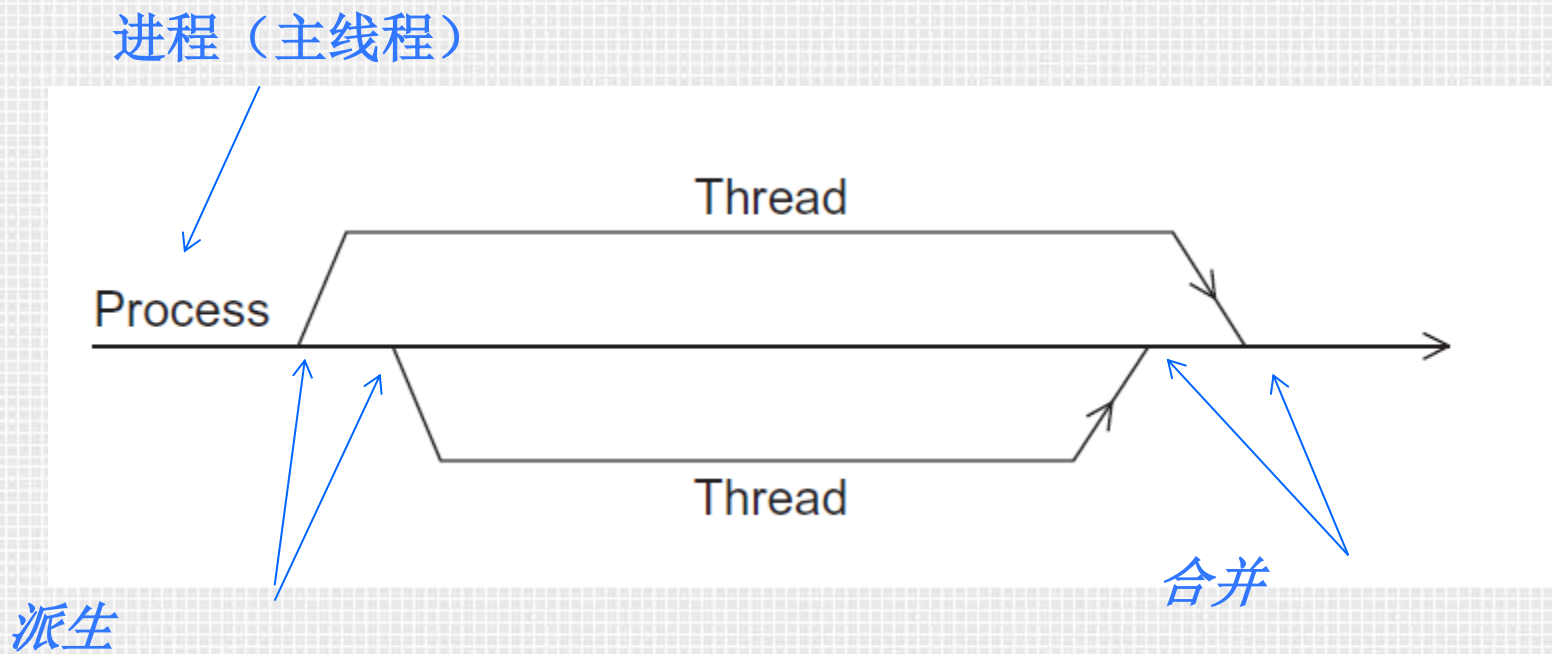 进程（主线程）
Thread
Process
Thread
合并
派生